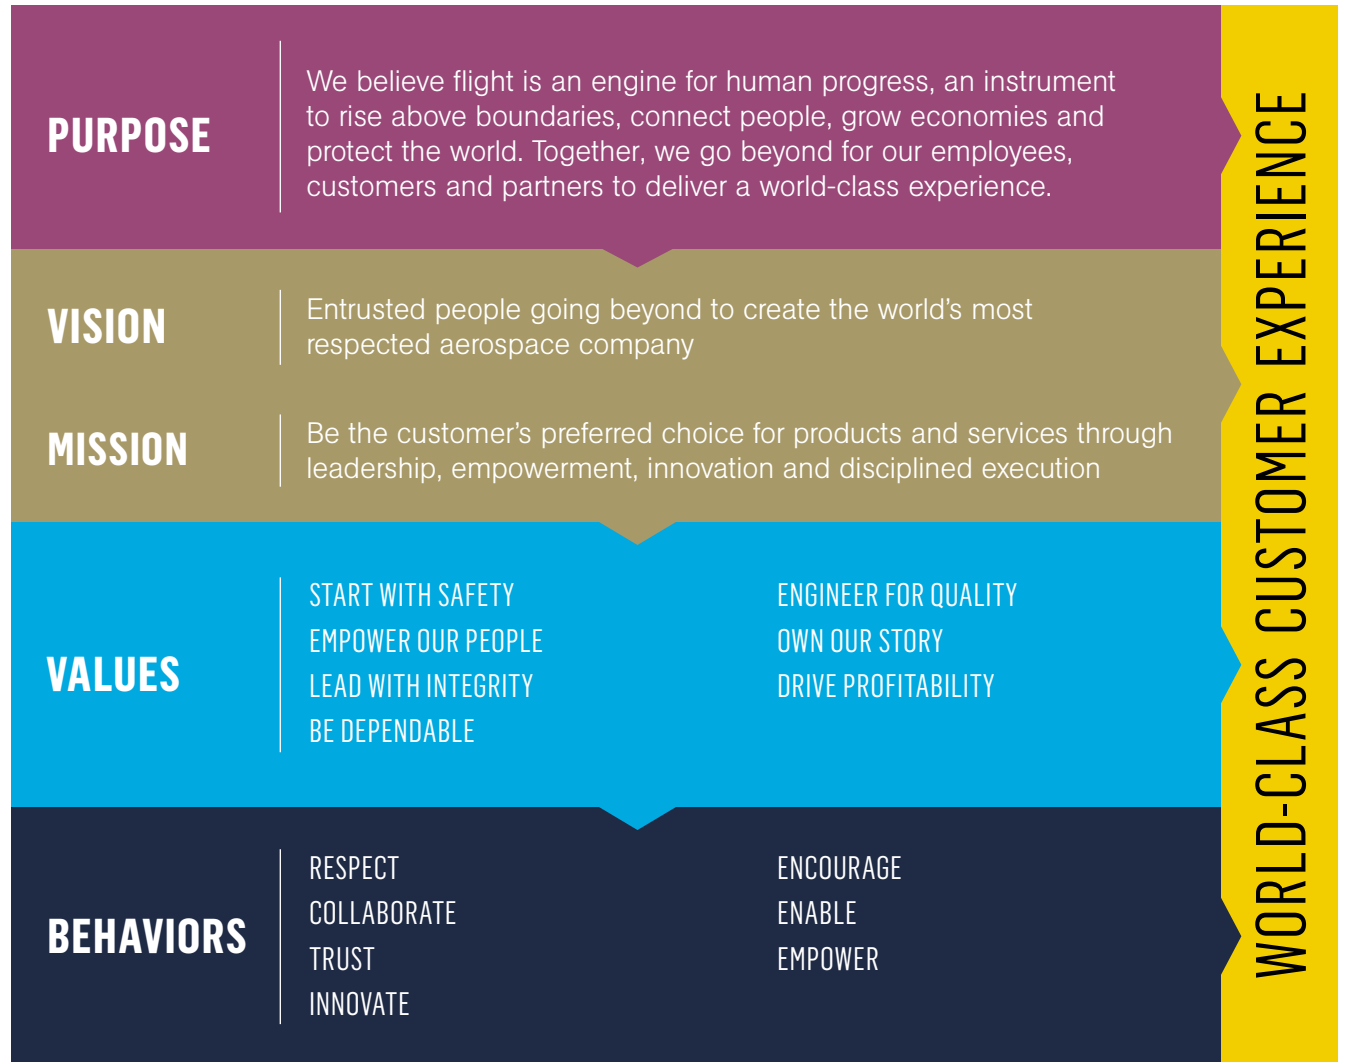 PURPOSE
We believe flight is an engine for human progress, an instrument
to rise above boundaries, connect people, grow economies and
protect the world. Together, we go beyond for our employees,
customers and partners to deliver a world-class experience.
VISION
Entrusted people going beyond to create the world’s most
respected aerospace company
MISSION
Be the customer’s preferred choice for products and services through
leadership, empowerment, innovation and disciplined execution
VALUES
START WITH SAFETY
EMPOWER OUR PEOPLE
LEAD WITH INTEGRITY
BE DEPENDABLE
ENGINEER FOR QUALITY
OWN OUR STORY
DRIVE PROFITABILITY
BEHAVIORS
RESPECT
COLLABORATE
TRUST
INNOVATE
ENCOURAGE
ENABLE
EMPOWER
WORLD-CLASS CUSTOMER EXPERIENCE